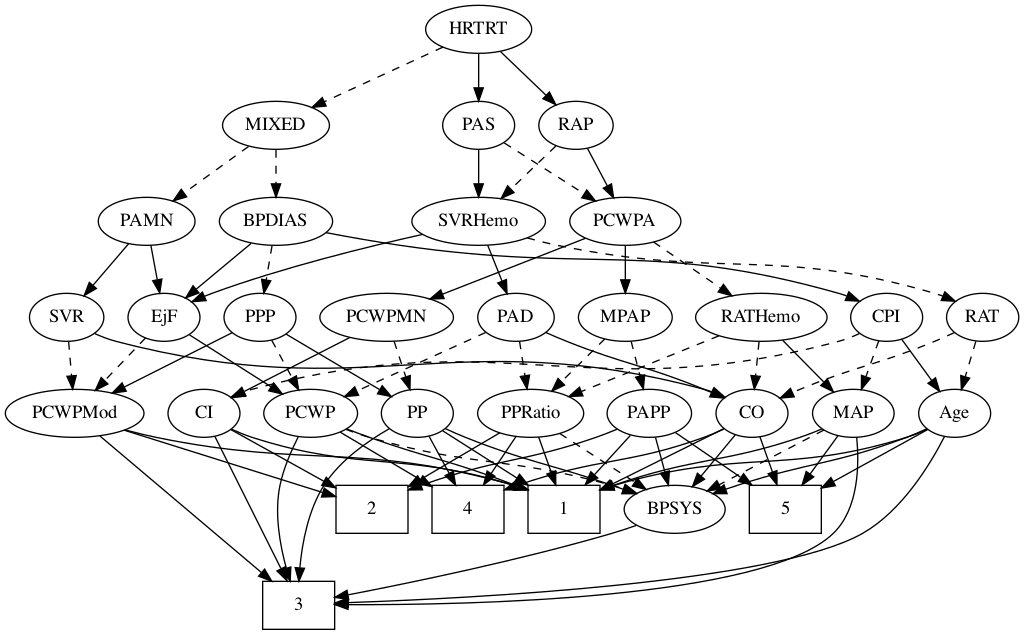 HRTRT
MIXED
PAS
RAP
PAMN
BPDIAS
SVRHemo
PCWPA
SVR
EjF
PPP
PCWPMN
PAD
MPAP
RATHemo
CPI
RAT
PCWPMod
CI
PCWP
PP
PPRatio
PAPP
CO
MAP
Age
2
4
1
BPSYS
5
3